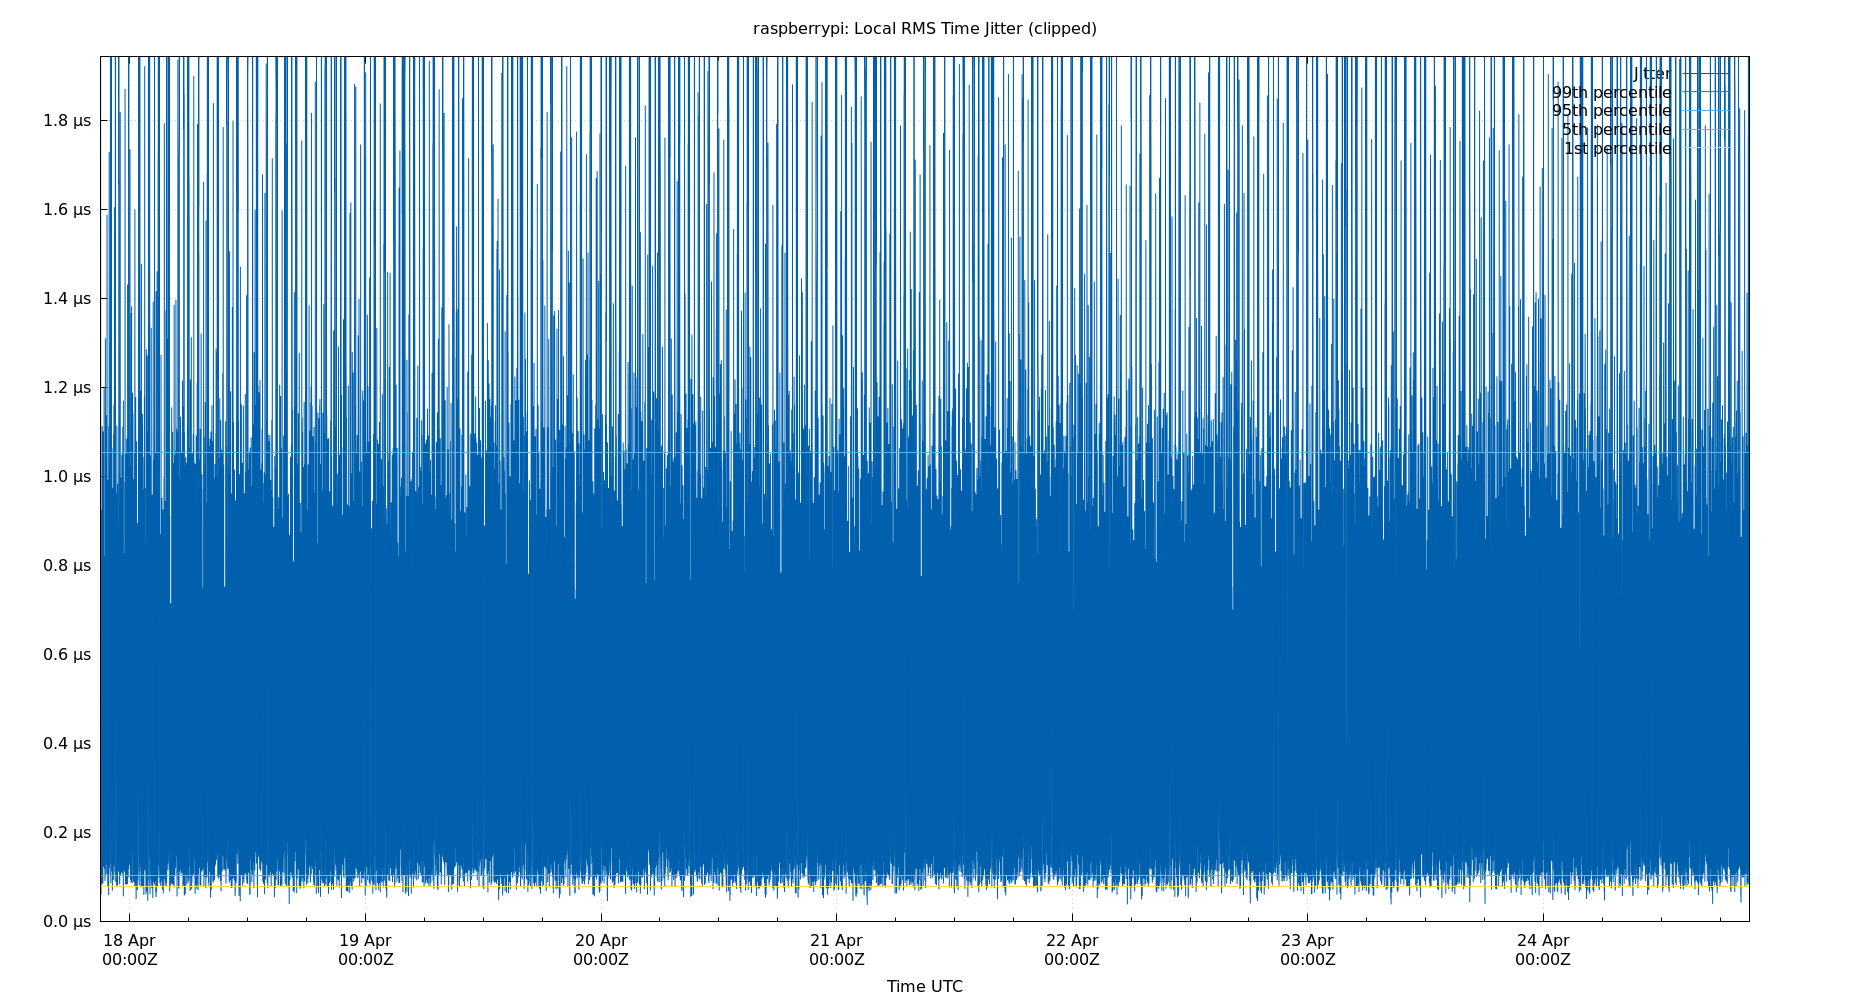 raspberrypi: Local RMS Time Jitter (clipped)
Jitter
99th percentile
95th percentile
5th percentile
1st percentile
1.8 µs
1.6 µs
1.4 µs
1.2 µs
1.0 µs
0.8 µs
0.6 µs
0.4 µs
0.2 µs
0.0 µs
18 Apr 19 Apr 20 Apr 21 Apr 22 Apr 23 Apr 24 Apr
00:00Z 00:00Z 00:00Z 00:00Z 00:00Z 00:00Z 00:00Z
Time UTC